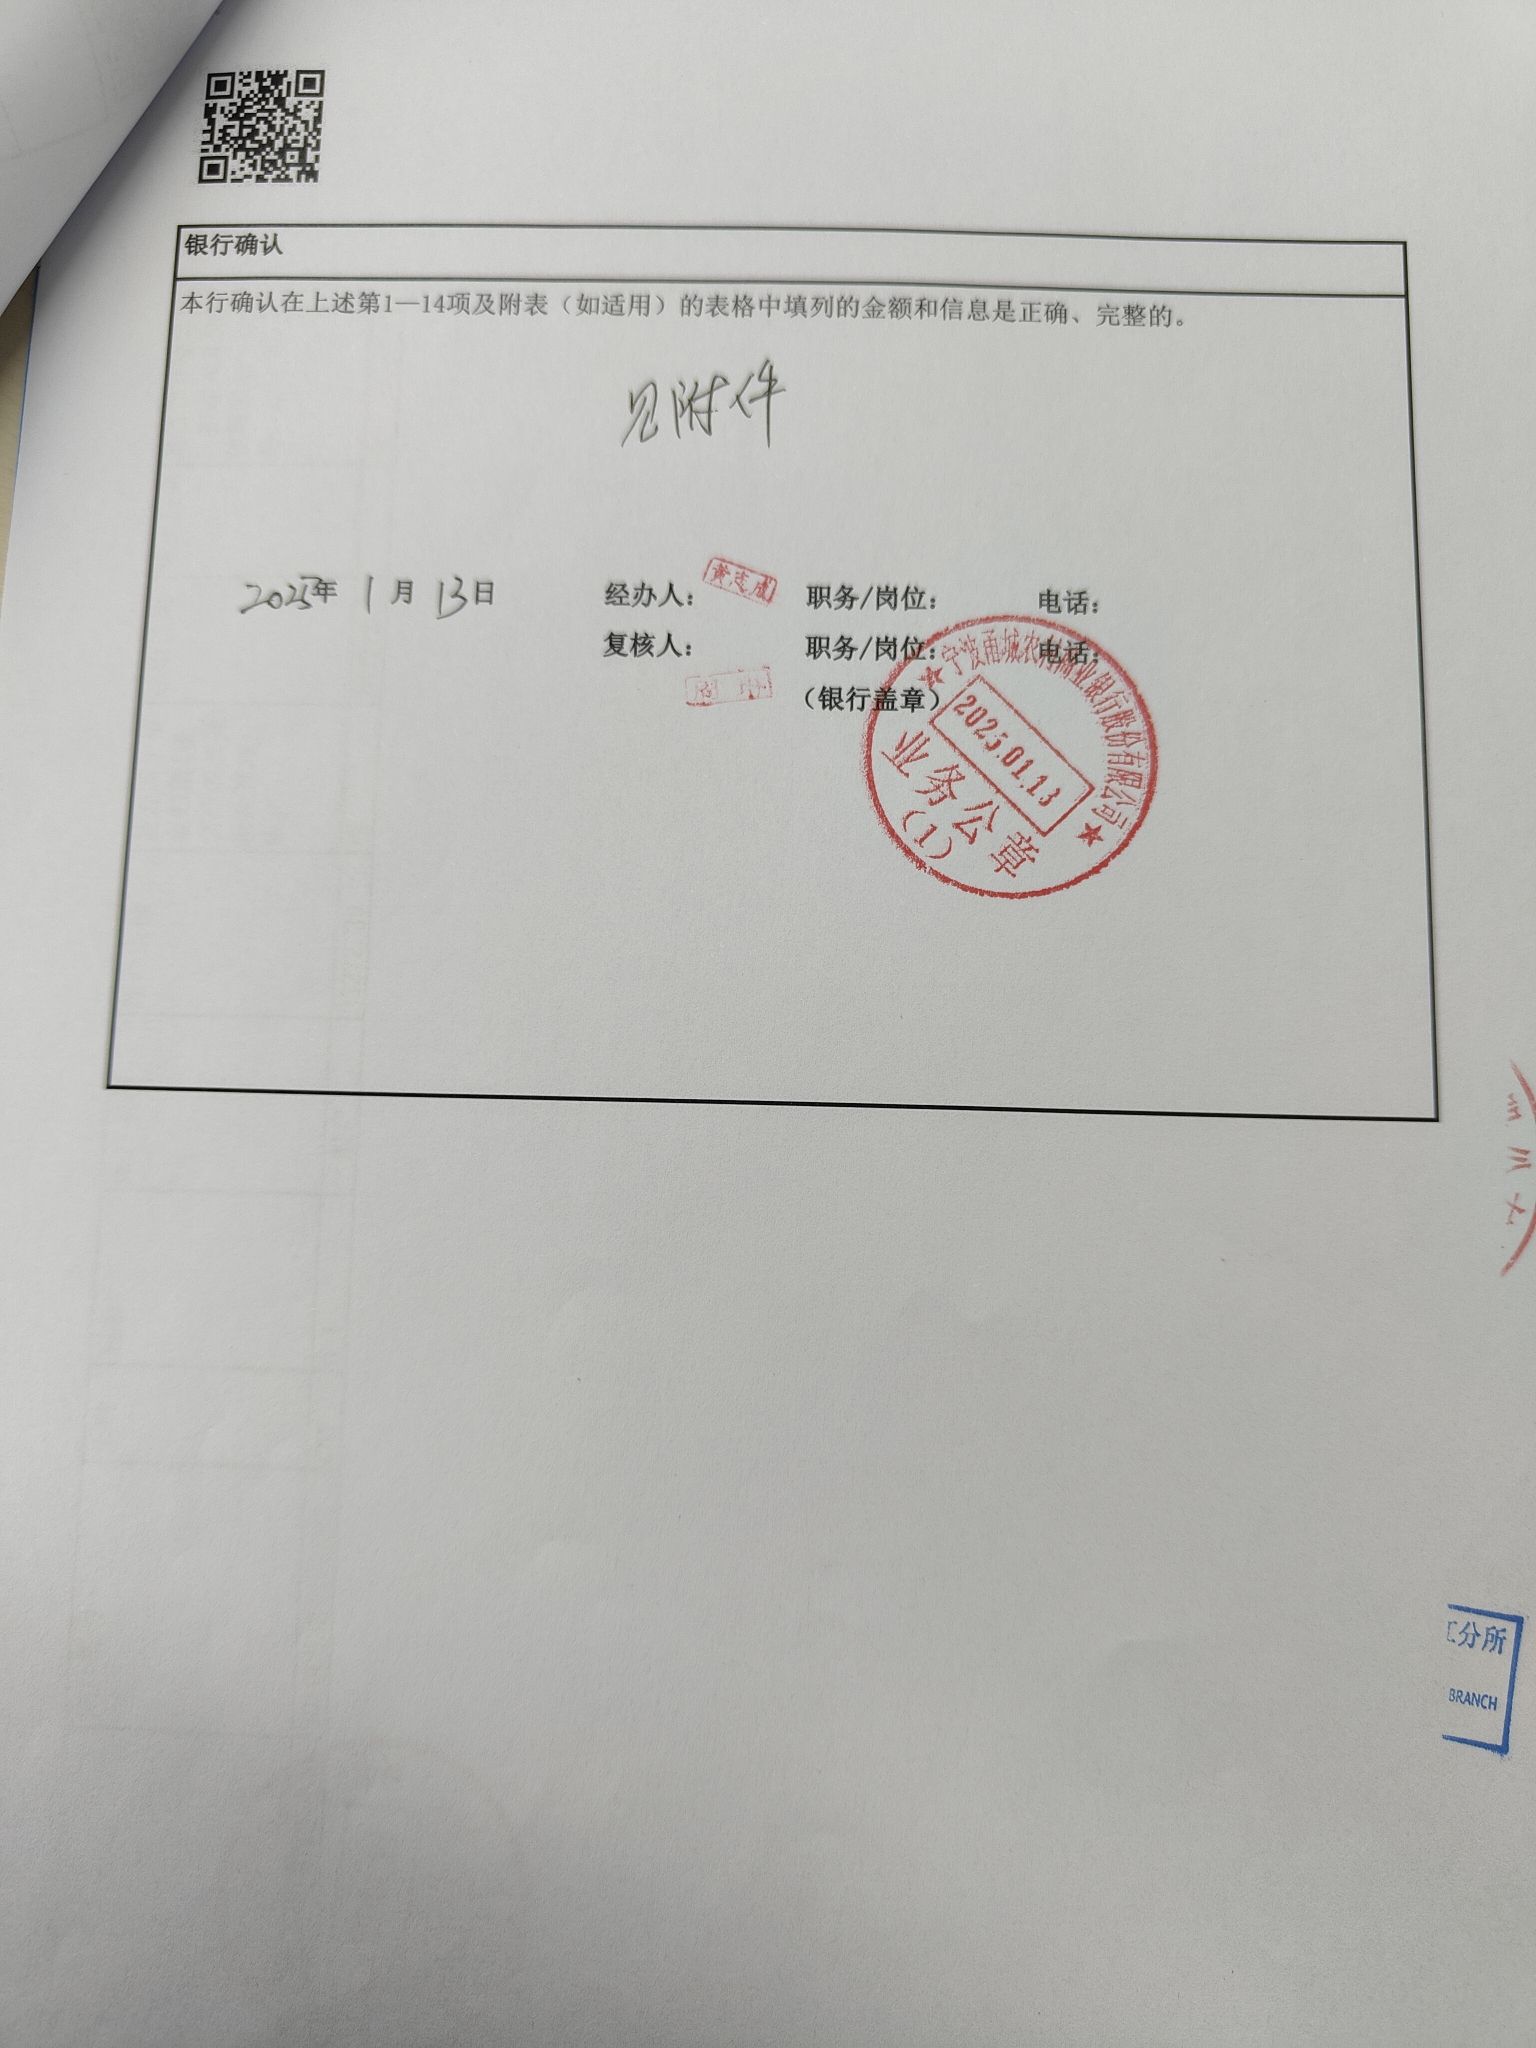 银行确认
本行确认在上述第1—14项及附表（如适用）的表格中填列的金额和信息是正确、完整的。
见附件
2025年 1月 13日 经办人： 黄志成 职务/岗位： 电话：
复核人： 职务/岗位： 电话：
（银行盖章）
★宁波甬城农村商业银行股份有限公司★
2025.01.13
业务公章
(1)
分所
BRANCH